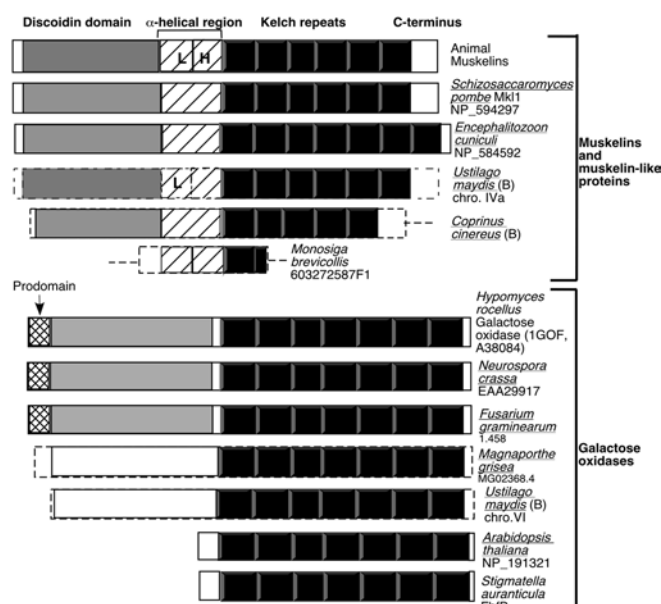 Discoidin domain α-helical region Kelch repeats C-terminus
L H
Animal
Muskelins
Schizosaccaromyces
pombe Mkl1
NP_594297
Encephalitozoon
cuniculi
NP_584592
L
Ustilago
maydis (B)
chro. IVa
Coprinus
cinereus (B)
Monosiga
brevicollis
603272587F1
Muskelins
and
muskelin-like
proteins
Prodomain
Hypomyces
rocellus
Galactose
oxidase (1GOF,
A38084)
Neurospora
crassa
EAA29917
Fusarium
graminearum
1.458
Magnaporthe
grisea
MG02368.4
Ustilago
maydis (B)
chro.VI
Arabidopsis
thaliana
NP_191321
Stigmatella
auranticula
Galactose
oxidases